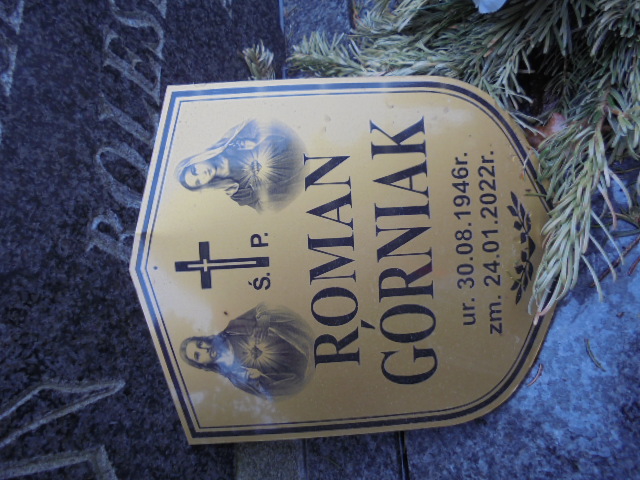 Ś. P.
ROMAN
GÓRNIAK
ur. 30.08.1946r.
zm. 24.01.2022r.